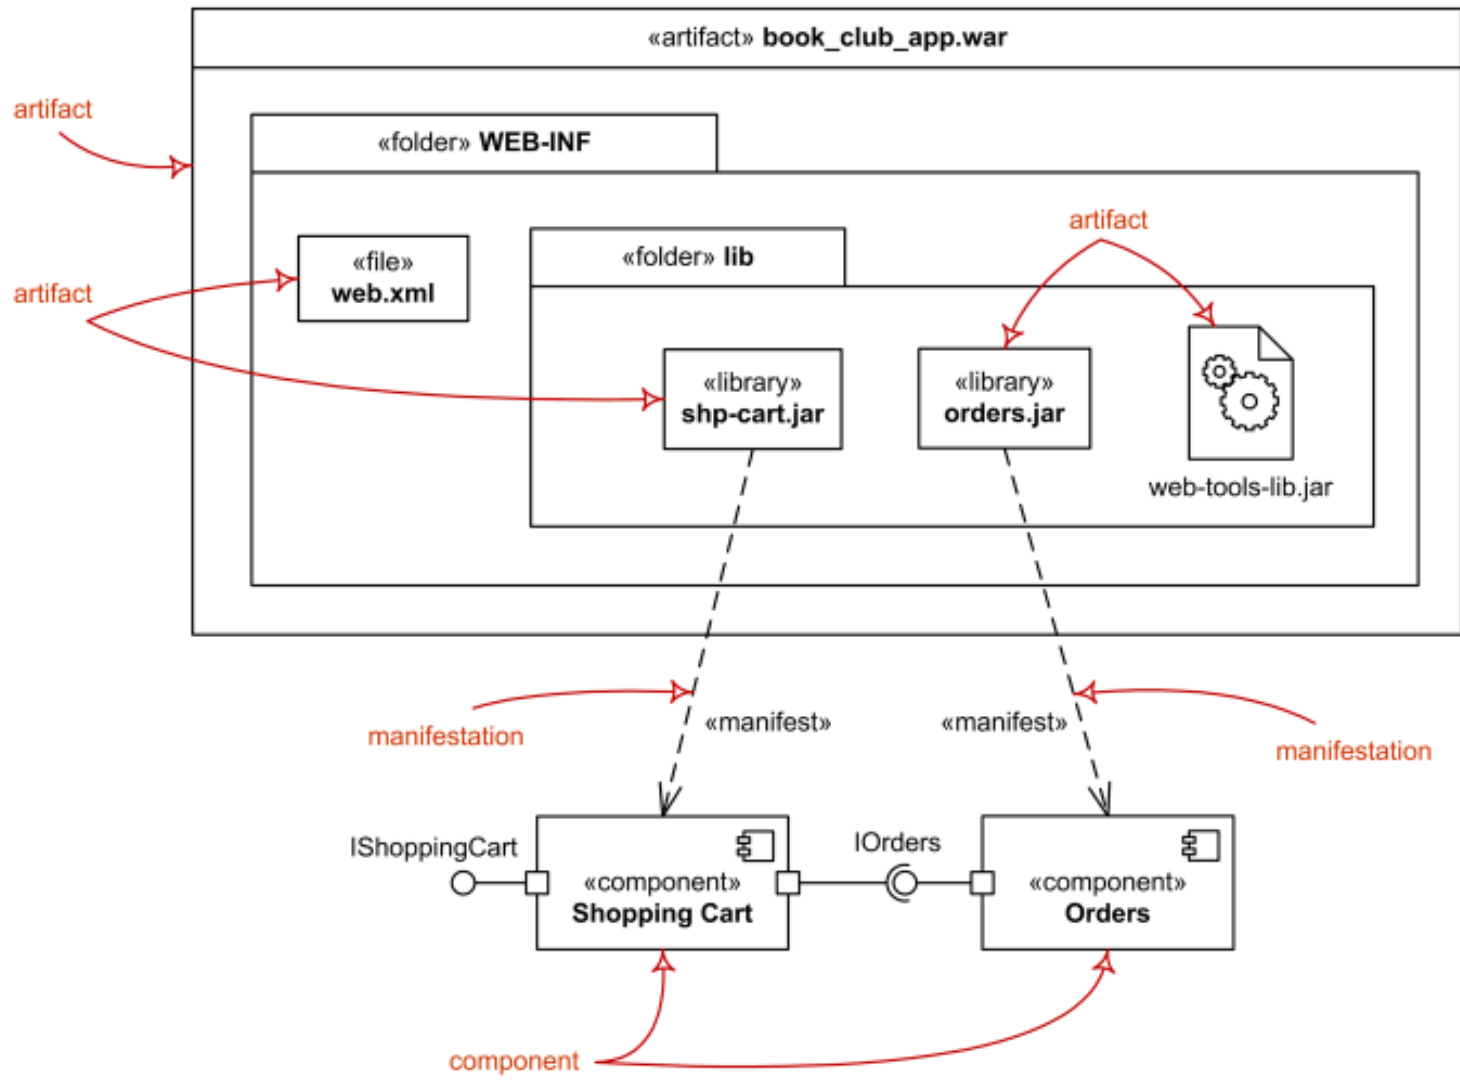 «artifact» book_club_app.war
artifact
«folder» WEB-INF
artifact
«folder» lib
«file»
web.xml
artifact
«library»
shp-cart.jar
«library»
orders.jar
web-tools-lib.jar
manifestation
«manifest»
«manifest»
manifestation
IShoppingCart
«component»
Shopping Cart
IOrders
«component»
Orders
component